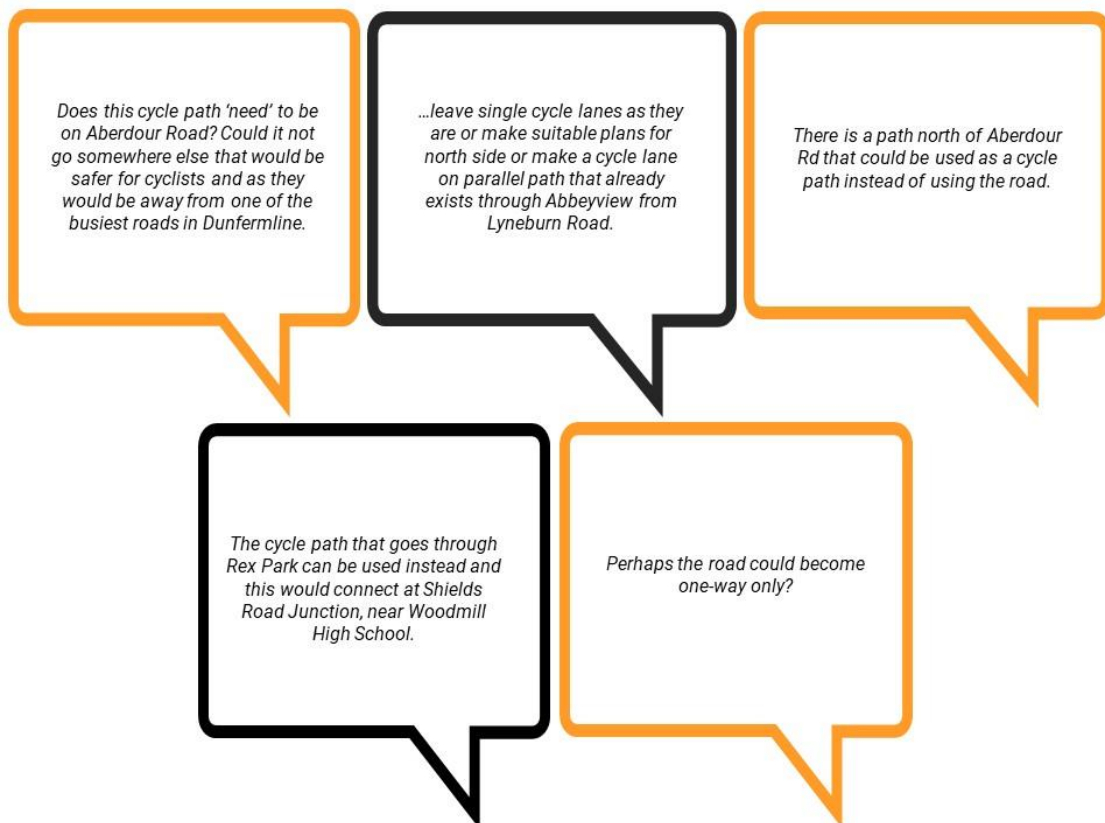 Does this cycle path ‘need’ to be
on Aberdour Road? Could it not
go somewhere else that would be
safer for cyclists and as they
would be away from one of the
busiest roads in Dunfermline.
…leave single cycle lanes as they
are or make suitable plans for
north side or make a cycle lane
on parallel path that already
exists through Abbeyview from
Lyneburn Road.
There is a path north of Aberdour
Rd that could be used as a cycle
path instead of using the road.
The cycle path that goes through
Rex Park can be used instead and
this would connect at Shields
Road Junction, near Woodmill
High School.
Perhaps the road could become
one-way only?